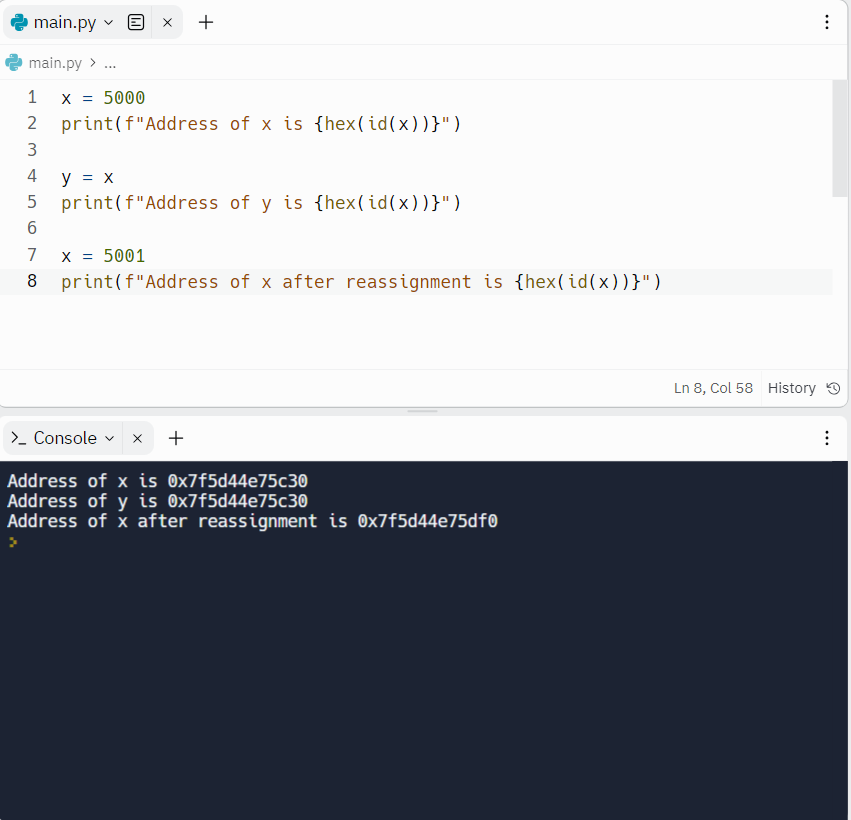 main.py
main.py > ...
1 x = 5000
2 print(f"Address of x is {hex(id(x))}")
3
4 y = x
5 print(f"Address of y is {hex(id(x))}")
6
7 x = 5001
8 print(f"Address of x after reassignment is {hex(id(x))}")
Ln 8, Col 58 History
>_ Console
Address of x is 0x7f5d44e75c30
Address of y is 0x7f5d44e75c30
Address of x after reassignment is 0x7f5d44e75df0
>